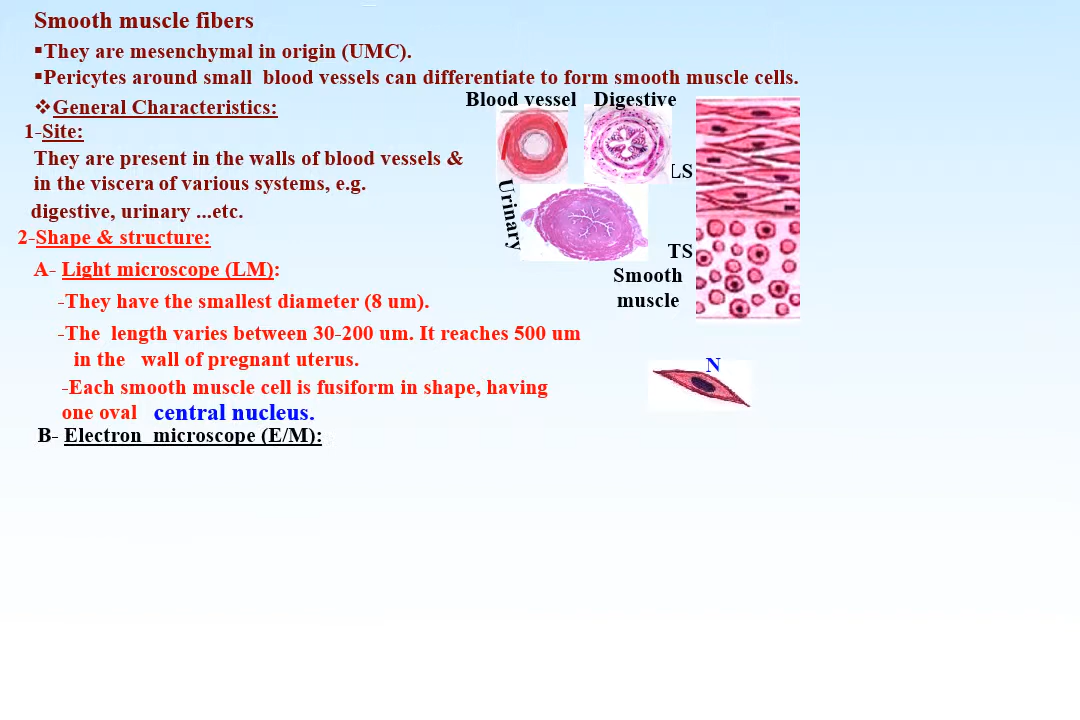 Smooth muscle fibers
▪They are mesenchymal in origin (UMC).
▪Pericytes around small blood vessels can differentiate to form smooth muscle cells.
❖General Characteristics:
Blood vessel Digestive
1-Site:
They are present in the walls of blood vessels &
in the viscera of various systems, e.g.
digestive, urinary ...etc.
LS
Urinary
2-Shape & structure:
TS
Smooth
muscle
A- Light microscope (LM):
-They have the smallest diameter (8 um).
-The length varies between 30-200 um. It reaches 500 um
in the wall of pregnant uterus.
N
-Each smooth muscle cell is fusiform in shape, having
one oval central nucleus.
B- Electron microscope (E/M):